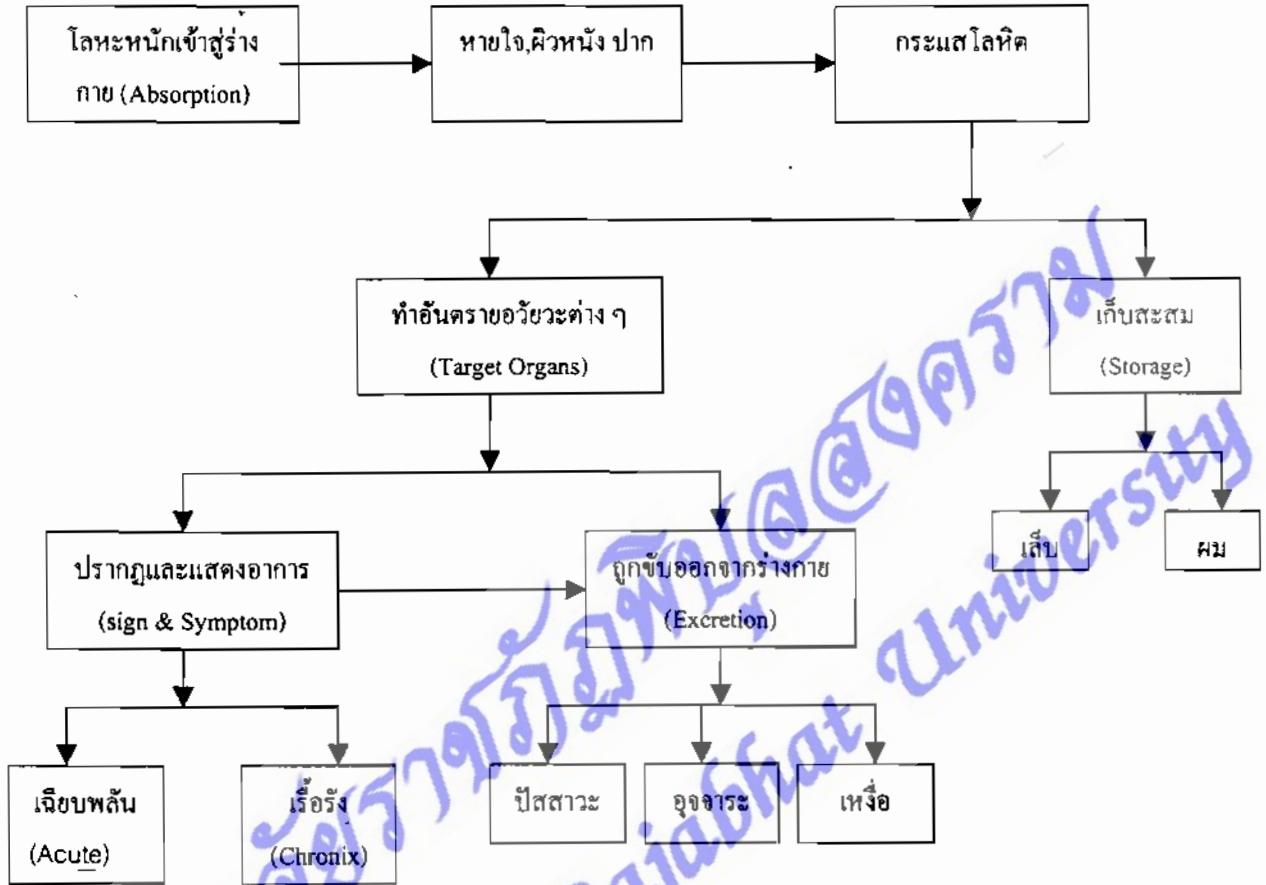 โลหะหนักเข้าสู่ร่าง
กาย (Absorption)
หายใจ,ผิวหนัง ปาก
กระแสโลหิต
ทำอันตรายอวัยวะต่าง ๆ
(Target Organs)
เก็บสะสม
(Storage)
เล็บ
ผม
ปรากฏและแสดงอาการ
(sign & Symptom)
ถูกขับออกจากร่างกาย
(Excretion)
เฉียบพลัน
(Acute)
เรื้อรัง
(Chronix)
ปัสสาวะ
อุจจาระ
เหงื่อ
University